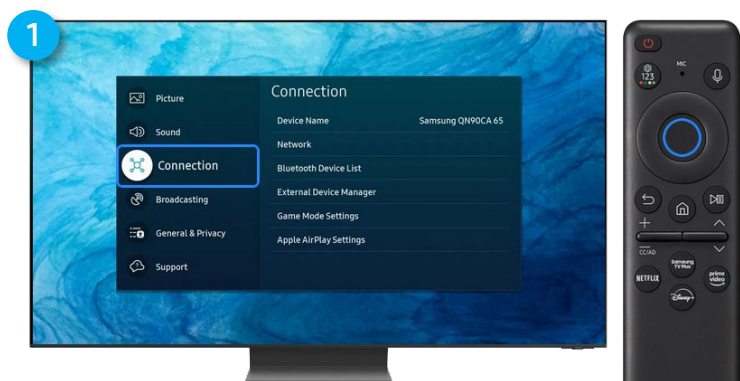 1
Picture
Sound
Connection
Broadcasting
General & Privacy
Support
Connection
Device Name Samsung QN90CA 65
Network
Bluetooth Device List
External Device Manager
Game Mode Settings
Apple AirPlay Settings
MIC
123
CC/AD
NETFLIX
Samsung
TV Plus
prime
video
Disney+